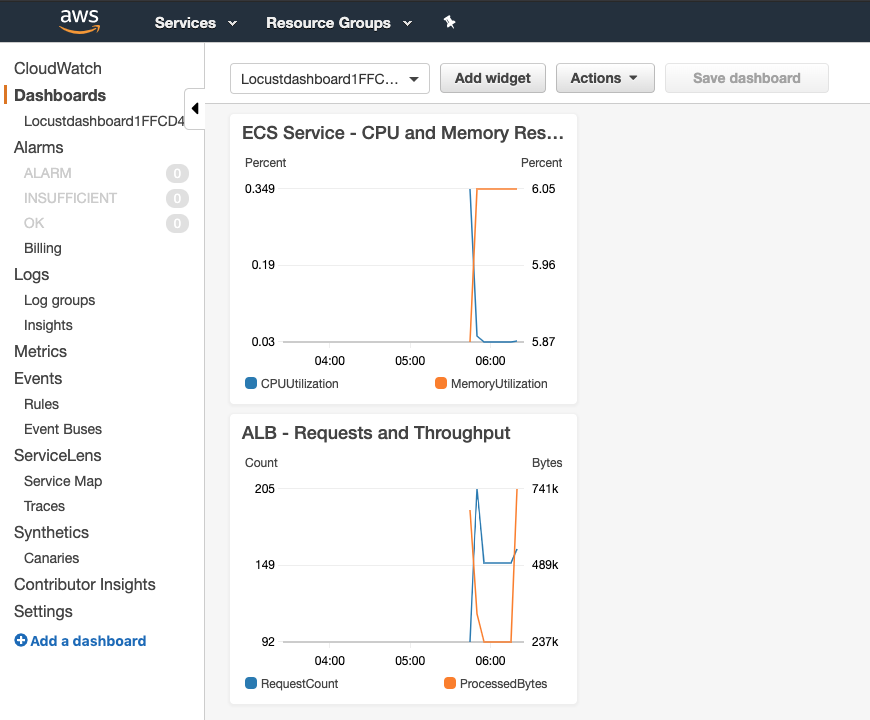 aws Services Resource Groups
CloudWatch
Dashboards
Locustdashboard1FFCD4
Alarms
ALARM 0
INSUFFICIENT 0
OK 0
Billing
Logs
Log groups
Insights
Metrics
Events
Rules
Event Buses
ServiceLens
Service Map
Traces
Synthetics
Canaries
Contributor Insights
Settings
Add a dashboard
Locustdashboard1FFC... Add widget Actions Save dashboard
ECS Service - CPU and Memory Res...
Percent Percent
0.349 6.05
0.19 5.96
0.03 5.87
04:00 05:00 06:00
CPUUtilization MemoryUtilization
ALB - Requests and Throughput
Count Bytes
205 741k
149 489k
92 237k
04:00 05:00 06:00
RequestCount ProcessedBytes